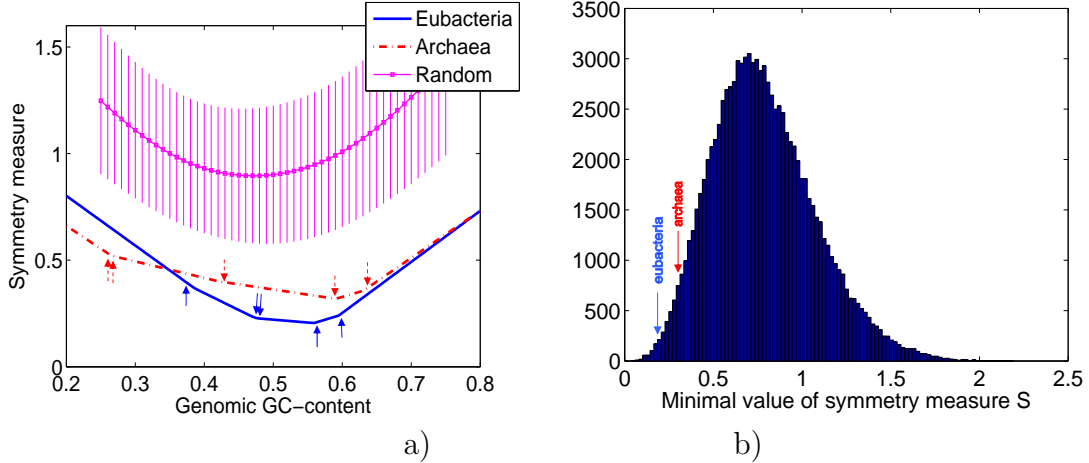 Eubacteria
Archaea
Random
1.5
1
0.5
0
Symmetry measure
0.2 0.3 0.4 0.5 0.6 0.7 0.8
Genomic GC−content
a)
3500
3000
2500
2000
1500
1000
500
0
eubacteria
archaea
0 0.5 1 1.5 2 2.5
Minimal value of symmetry measure S
b)